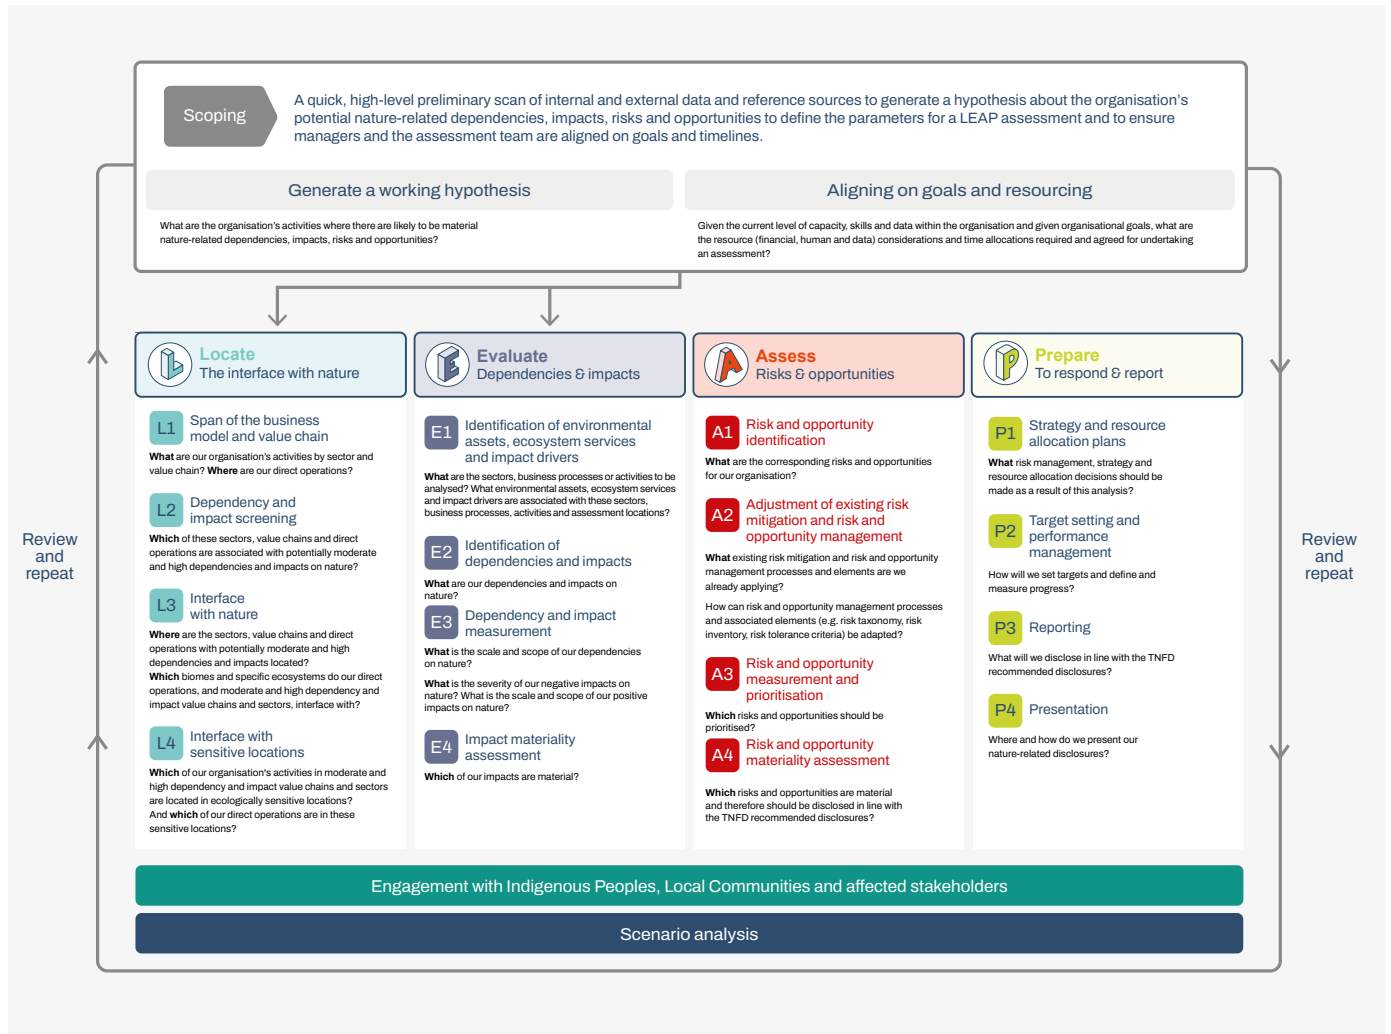 Scoping
A quick, high-level preliminary scan of internal and external data and reference sources to generate a hypothesis about the organisation's
potential nature-related dependencies, impacts, risks and opportunities to define the parameters for a LEAP assessment and to ensure
managers and the assessment team are aligned on goals and timelines.
Generate a working hypothesis
What are the organisation's activities where there are likely to be material
nature-related dependencies, impacts, risks and opportunities?
Aligning on goals and resourcing
Given the current level of capacity, skills and data within the organisation and given organisational goals, what are
the resource (financial, human and data) considerations and time allocations required and agreed for undertaking
an assessment?
Review
and
repeat
L
Locate
The interface with nature
L1
Span of the business
model and value chain
What are our organisation's activities by sector and
value chain? Where are our direct operations?
L2
Dependency and
impact screening
Which of these sectors, value chains and direct
operations are associated with potentially moderate
and high dependencies and impacts on nature?
L3
Interface
with nature
Where are the sectors, value chains and direct
operations with potentially moderate and high
dependencies and impacts located?
Which biomes and specific ecosystems do our direct
operations, and moderate and high dependency and
impact value chains and sectors, interface with?
L4
Interface with
sensitive locations
Which of our organisation's activities in moderate and
high dependency and impact value chains and sectors
are located in ecologically sensitive locations?
And which of our direct operations are in these
sensitive locations?
E
Evaluate
Dependencies & impacts
E1
Identification of environmental
assets, ecosystem services
and impact drivers
What are the sectors, business processes or activities to be
analysed? What environmental assets, ecosystem services
and impact drivers are associated with these sectors,
business processes, activities and assessment locations?
E2
Identification of
dependencies and impacts
What are our dependencies and impacts on
nature?
E3
Dependency and impact
measurement
What is the scale and scope of our dependencies
on nature?
What is the severity of our negative impacts on
nature? What is the scale and scope of our positive
impacts on nature?
E4
Impact materiality
assessment
Which of our impacts are material?
A
Assess
Risks & opportunities
A1
Risk and opportunity
identification
What are the corresponding risks and opportunities
for our organisation?
A2
Adjustment of existing risk
mitigation and risk and
opportunity management
What existing risk mitigation and risk and opportunity
management processes and elements are we
already applying?
How can risk and opportunity management processes
and associated elements (e.g. risk taxonomy, risk
inventory, risk tolerance criteria) be adapted?
A3
Risk and opportunity
measurement and
prioritisation
Which risks and opportunities should be
prioritised?
A4
Risk and opportunity
materiality assessment
Which risks and opportunities are material
and therefore should be disclosed in line with
the TNFD recommended disclosures?
P
Prepare
To respond & report
P1
Strategy and resource
allocation plans
What risk management, strategy and
resource allocation decisions should be
made as a result of this analysis?
P2
Target setting and
performance
management
How will we set targets and define and
measure progress?
P3
Reporting
What will we disclose in line with the TNFD
recommended disclosures?
P4
Presentation
Where and how do we present our
nature-related disclosures?
Review
and
repeat
Engagement with Indigenous Peoples, Local Communities and affected stakeholders
Scenario analysis